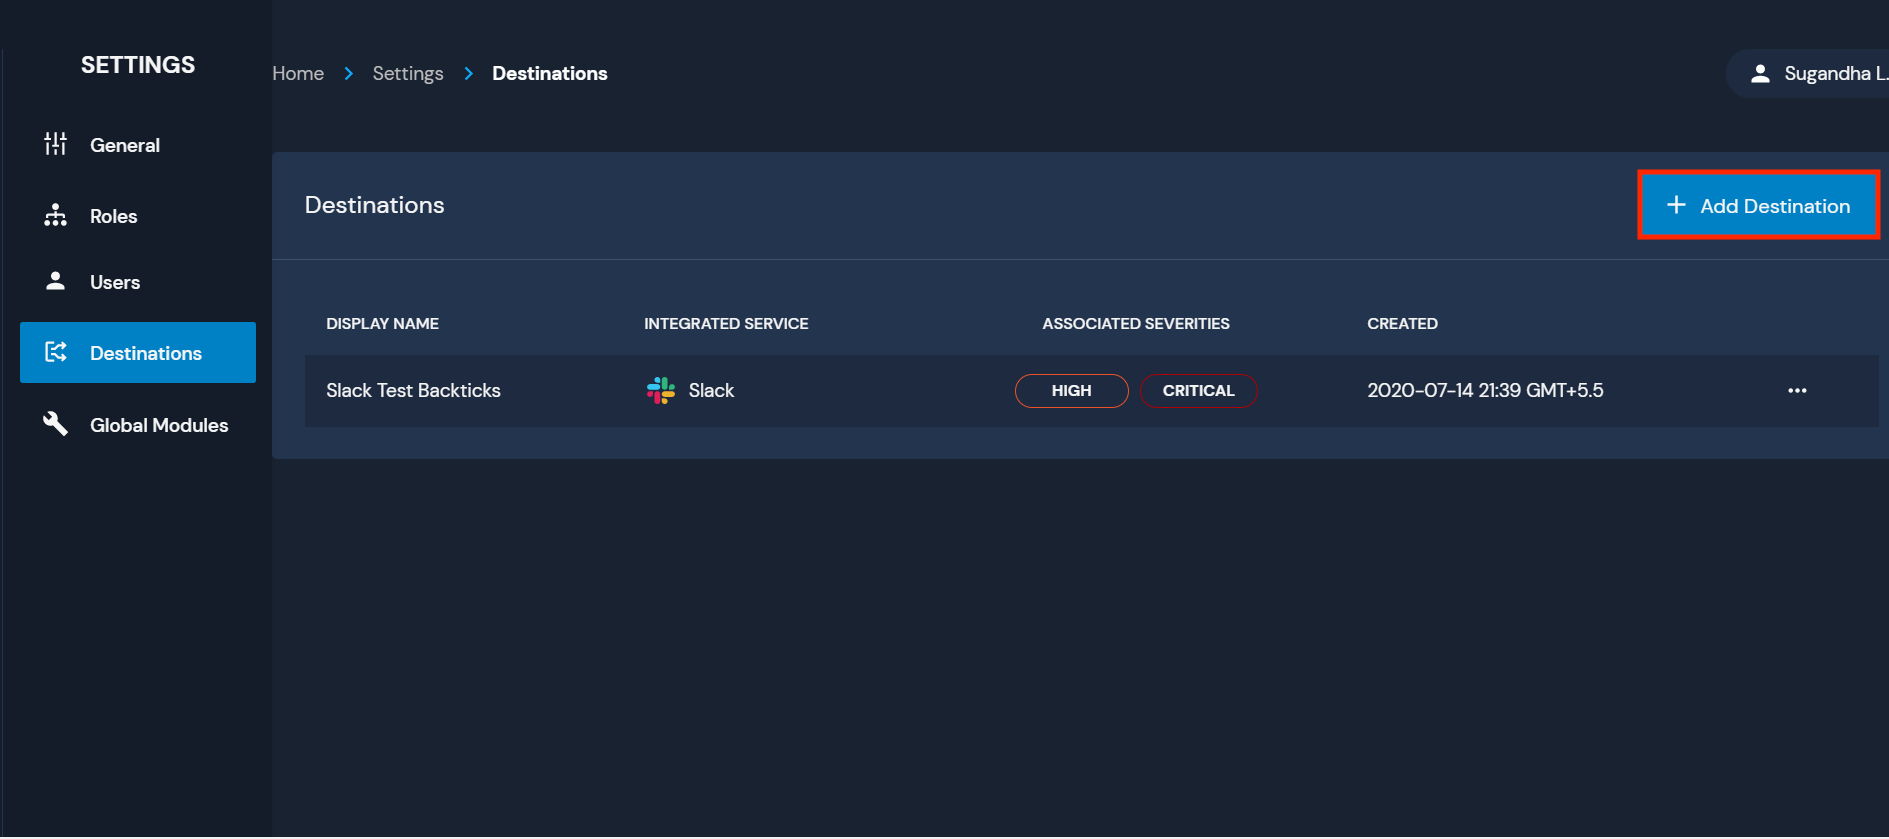 SETTINGS
General
Roles
Users
Destinations
Global Modules
Home Settings Destinations
Sugandha L.
Destinations
Add Destination
DISPLAY NAME INTEGRATED SERVICE ASSOCIATED SEVERITIES CREATED
Slack Test Backticks Slack HIGH CRITICAL 2020-07-14 21:39 GMT+5.5